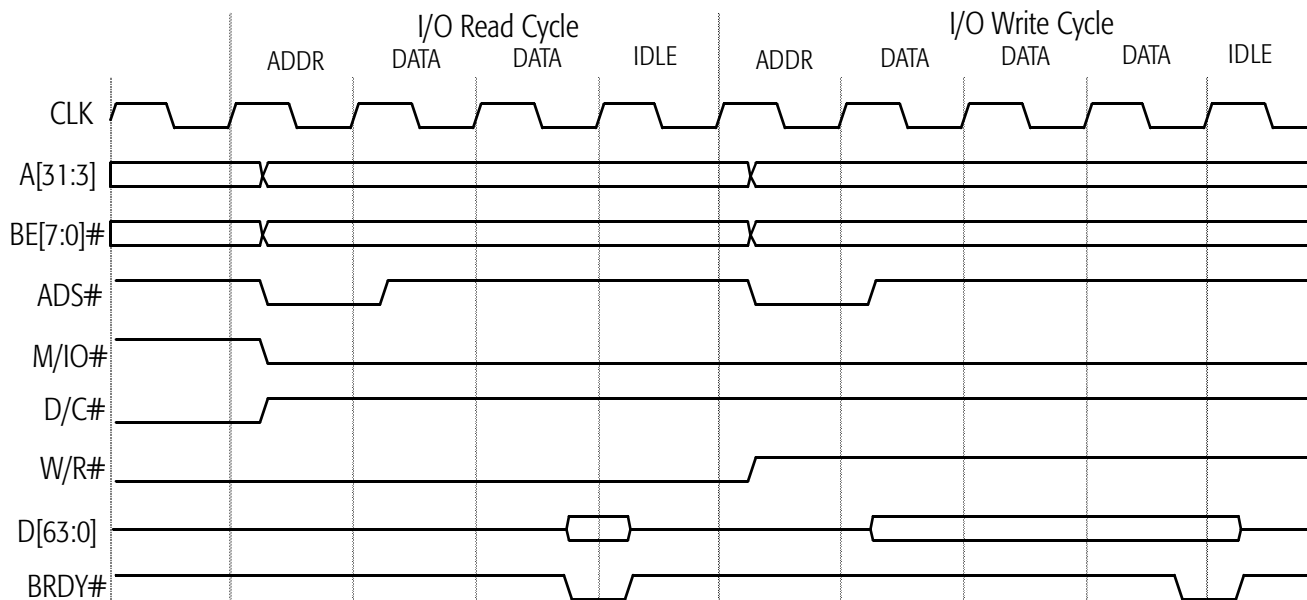 I/O Read Cycle I/O Write Cycle
ADDR DATA DATA IDLE ADDR DATA DATA DATA IDLE
CLK
A[31:3]
BE[7:0]#
ADS#
M/IO#
D/C#
W/R#
D[63:0]
BRDY#